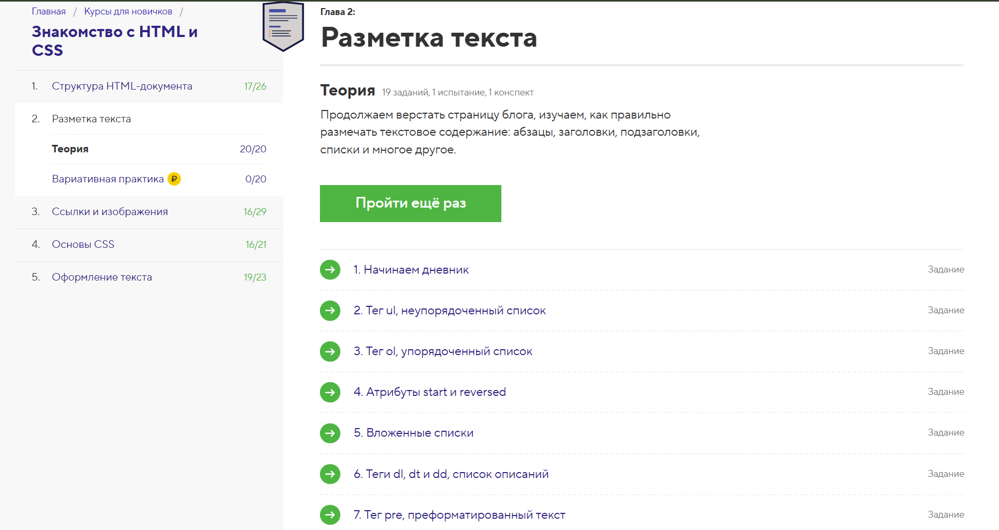 Главная / Курсы для новичков /
Знакомство с HTML и
CSS
1. Структура HTML-документа 17/26
2. Разметка текста
Теория 20/20
Вариативная практика ₽ 0/20
3. Ссылки и изображения 16/29
4. Основы CSS 16/21
5. Оформление текста 19/23
Глава 2:
Разметка текста
Теория 19 заданий, 1 испытание, 1 конспект
Продолжаем верстать страницу блога, изучаем, как правильно
размечать текстовое содержание: абзацы, заголовки, подзаголовки,
списки и многое другое.
Пройти ещё раз
1. Начинаем дневник Задание
2. Тег ul, неупорядоченный список Задание
3. Тег ol, упорядоченный список Задание
4. Атрибуты start и reversed Задание
5. Вложенные списки Задание
6. Теги dl, dt и dd, список описаний Задание
7. Тег pre, преформатированный текст Задание